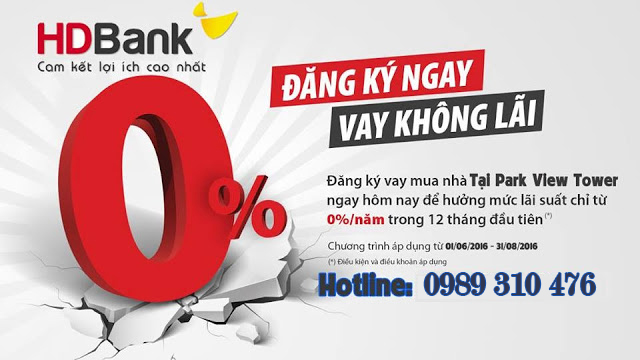 HDBank
Cam kết lợi ích cao nhất
0%
ĐĂNG KÝ NGAY
VAY KHÔNG LÃI
Đăng ký vay mua nhà Tại Park View Tower
ngay hôm nay để hưởng mức lãi suất chỉ từ
0%/năm trong 12 tháng đầu tiên(*)
Chương trình áp dụng từ 01/06/2016 - 31/08/2016
(*) Điều kiện và điều khoản áp dụng
Hotline: 0989 310 476